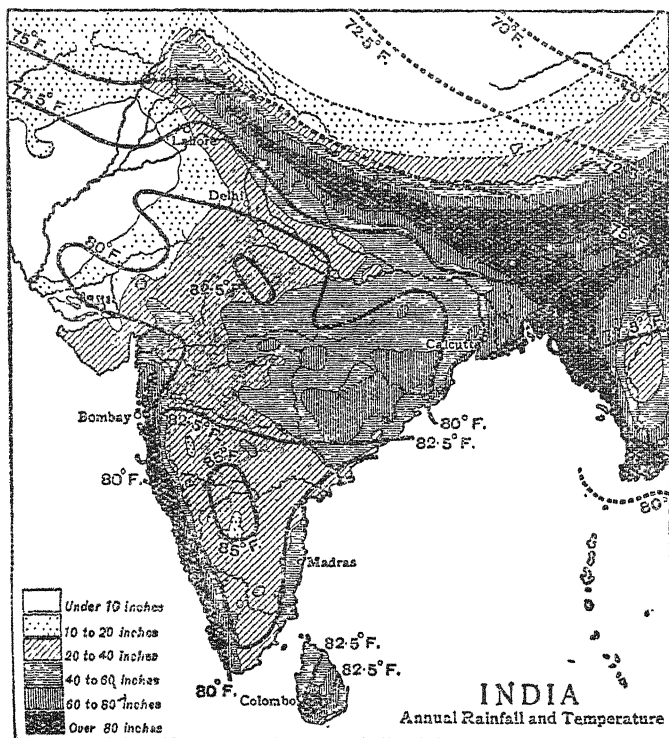 75°F.
72.5°F.
70°F.
77.5°F.
Lahore
Delhi
80°F.
82.5°F.
Calcutta
Bombay
82.5°F.
80°F.
82.5°F.
80°F.
85°F.
85°F.
80°
Madras
Under 10 inches
10 to 20 inches
20 to 40 inches
40 to 60 inches
60 to 80 inches
Over 80 inches
80°F.
82.5°F.
82.5°F.
Colombo
INDIA
Annual Rainfall and Temperature